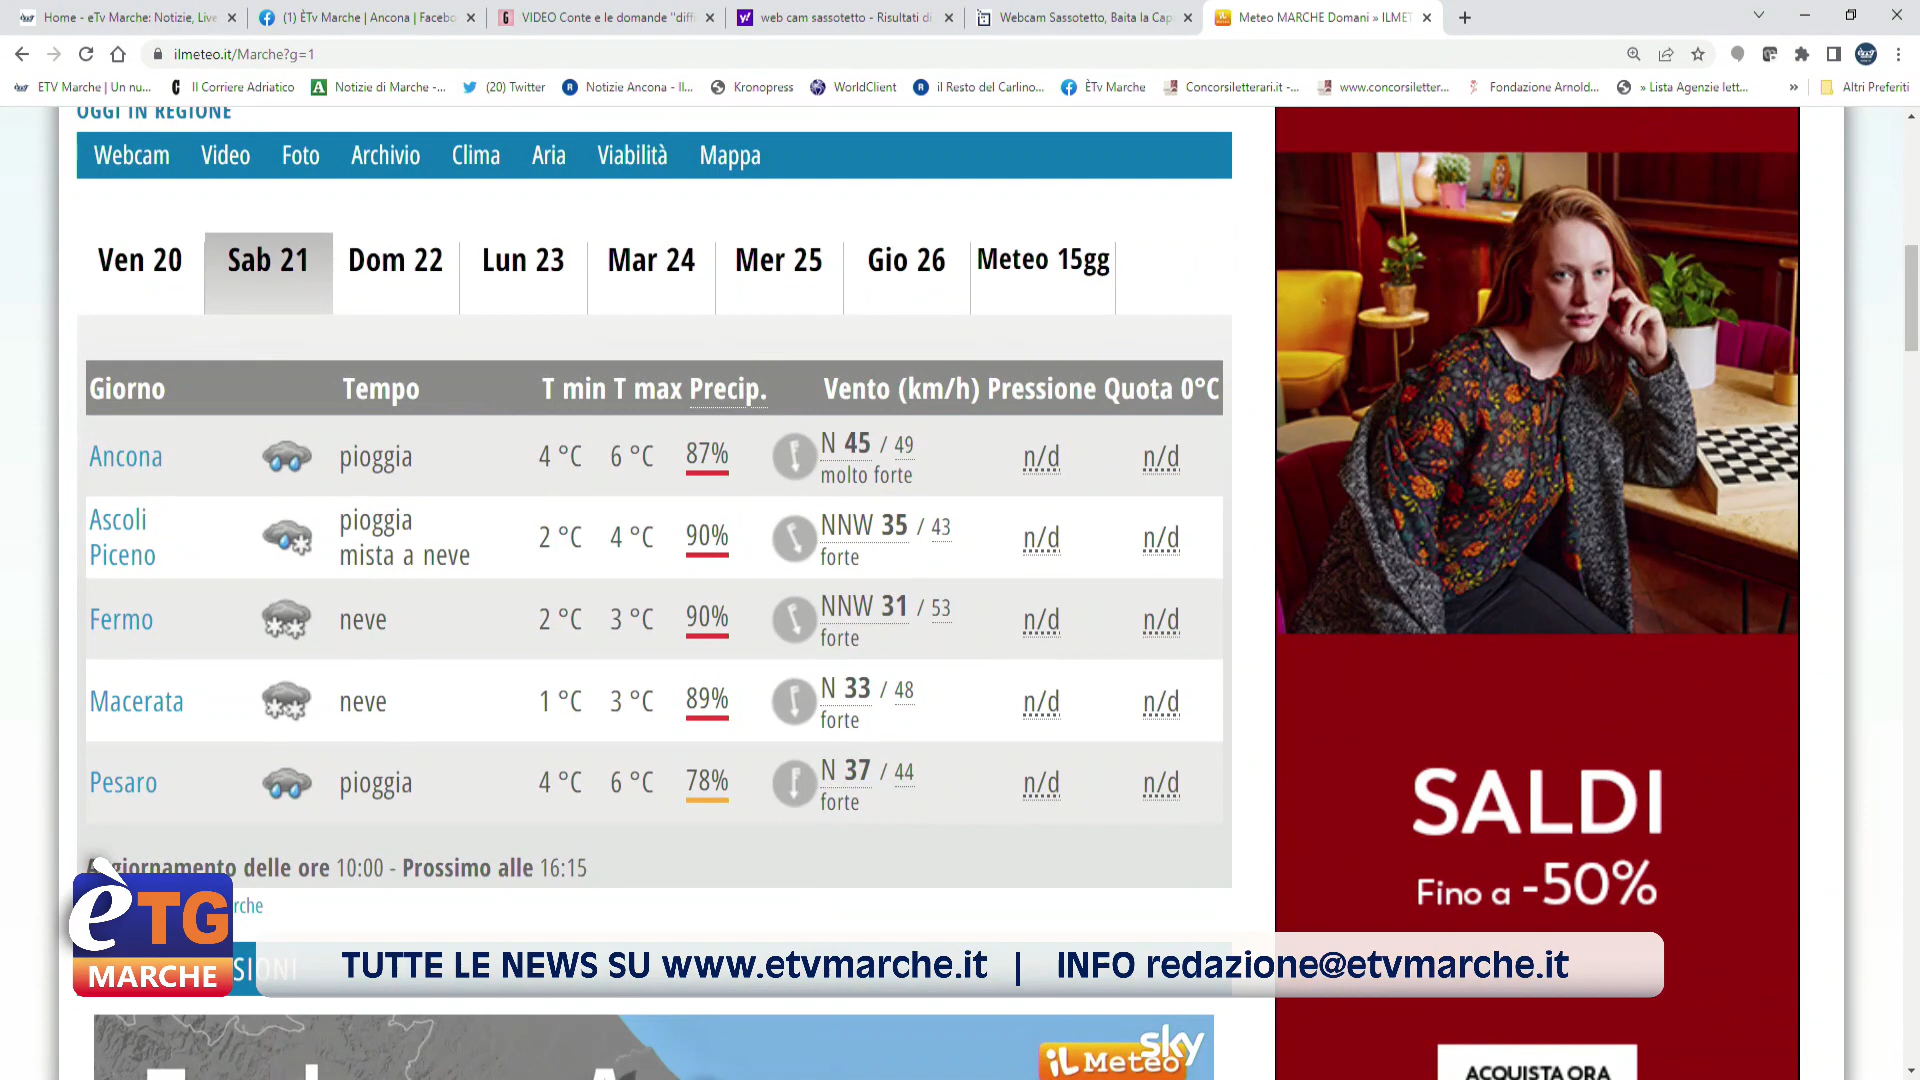 Home - eTv Marche: Notizie, Live
(1) ÈTv Marche | Ancona | Facebo
VIDEO Conte e le domande "diff
web cam sassotetto - Risultati di
Webcam Sassotetto, Baita la Cap
Meteo MARCHE Domani » ILMET
ilmeteo.it/Marche?g=1
ETV Marche | Un nu...
Il Corriere Adriatico
Notizie di Marche -...
(20) Twitter
Notizie Ancona - Il...
Kronopress
WorldClient
il Resto del Carlino...
ÈTv Marche
Concorsiletterari.it -...
www.concorsiletter...
Fondazione Arnold...
» Lista Agenzie lett...
»
Altri Preferiti
OGGI IN REGIONE
Webcam Video Foto Archivio Clima Aria Viabilità Mappa
Ven 20 Sab 21 Dom 22 Lun 23 Mar 24 Mer 25 Gio 26 Meteo 15gg
Giorno Tempo T min T max Precip. Vento (km/h) Pressione Quota 0°C
Ancona pioggia 4 °C 6 °C 87% N 45 / 49 molto forte n/d n/d
Ascoli Piceno pioggia mista a neve 2 °C 4 °C 90% NNW 35 / 43 forte n/d n/d
Fermo neve 2 °C 3 °C 90% NNW 31 / 53 forte n/d n/d
Macerata neve 1 °C 3 °C 89% N 33 / 48 forte n/d n/d
Pesaro pioggia 4 °C 6 °C 78% N 37 / 44 forte n/d n/d
Aggiornamento delle ore 10:00 - Prossimo alle 16:15
rche
SIONI
èTG
MARCHE
TUTTE LE NEWS SU www.etvmarche.it | INFO redazione@etvmarche.it
sky
iL Meteo
SALDI
Fino a -50%
ACQUISTA ORA